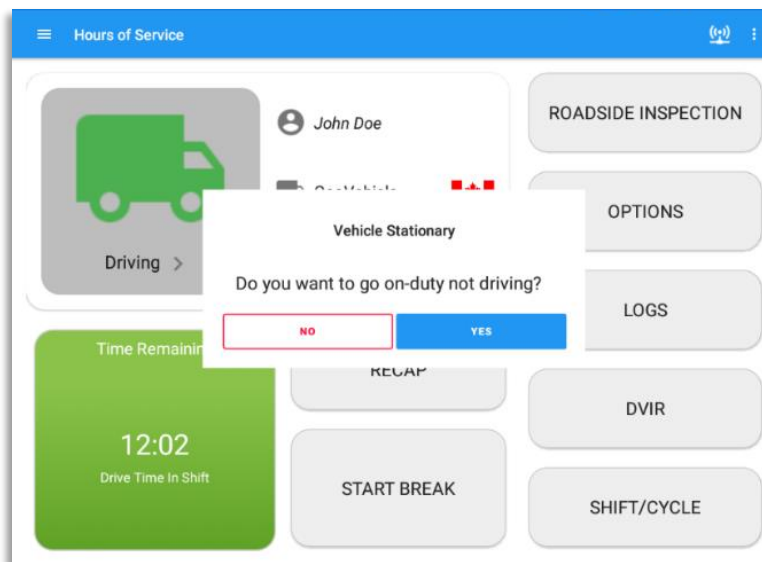 Hours of Service
John Doe
Driving >
ROADSIDE INSPECTION
OPTIONS
LOGS
DVIR
SHIFT/CYCLE
Vehicle Stationary
Do you want to go on-duty not driving?
NO
YES
Time Remainin
12:02
Drive Time In Shift
RECAP
START BREAK